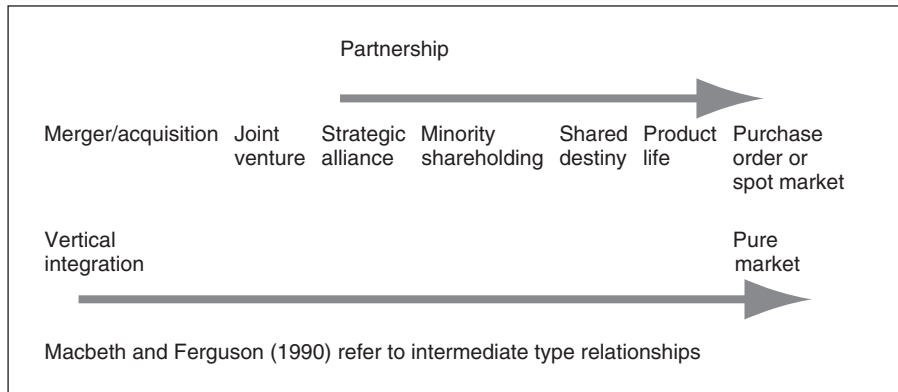 Partnership
Merger/acquisition
Joint
venture
Strategic
alliance
Minority
shareholding
Shared
destiny
Product
life
Purchase
order or
spot market
Vertical
integration
Pure
market
Macbeth and Ferguson (1990) refer to intermediate type relationships